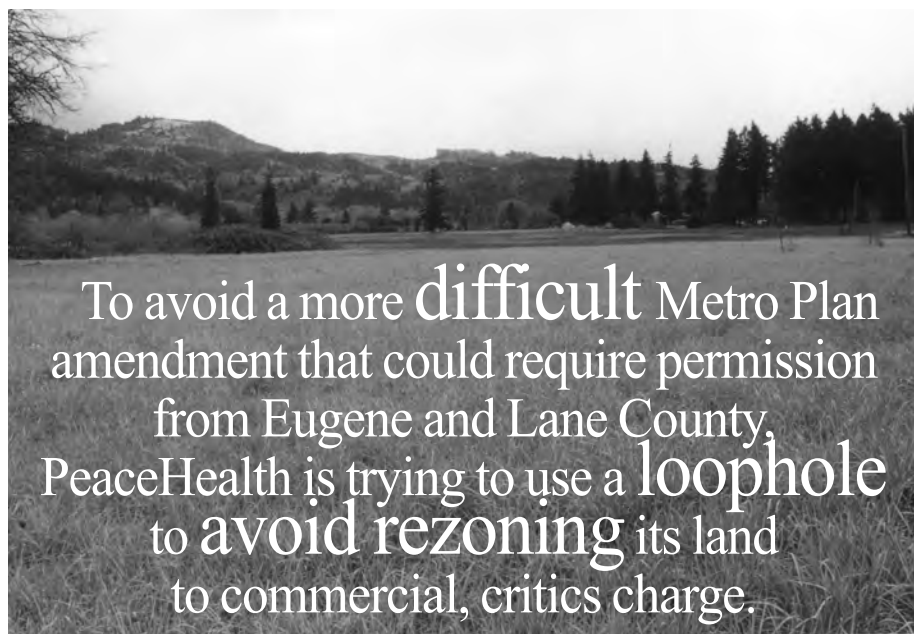 To avoid a more difficult Metro Plan
amendment that could require permission
from Eugene and Lane County,
PeaceHealth is trying to use a loophole
to avoid rezoning its land
to commercial, critics charge.